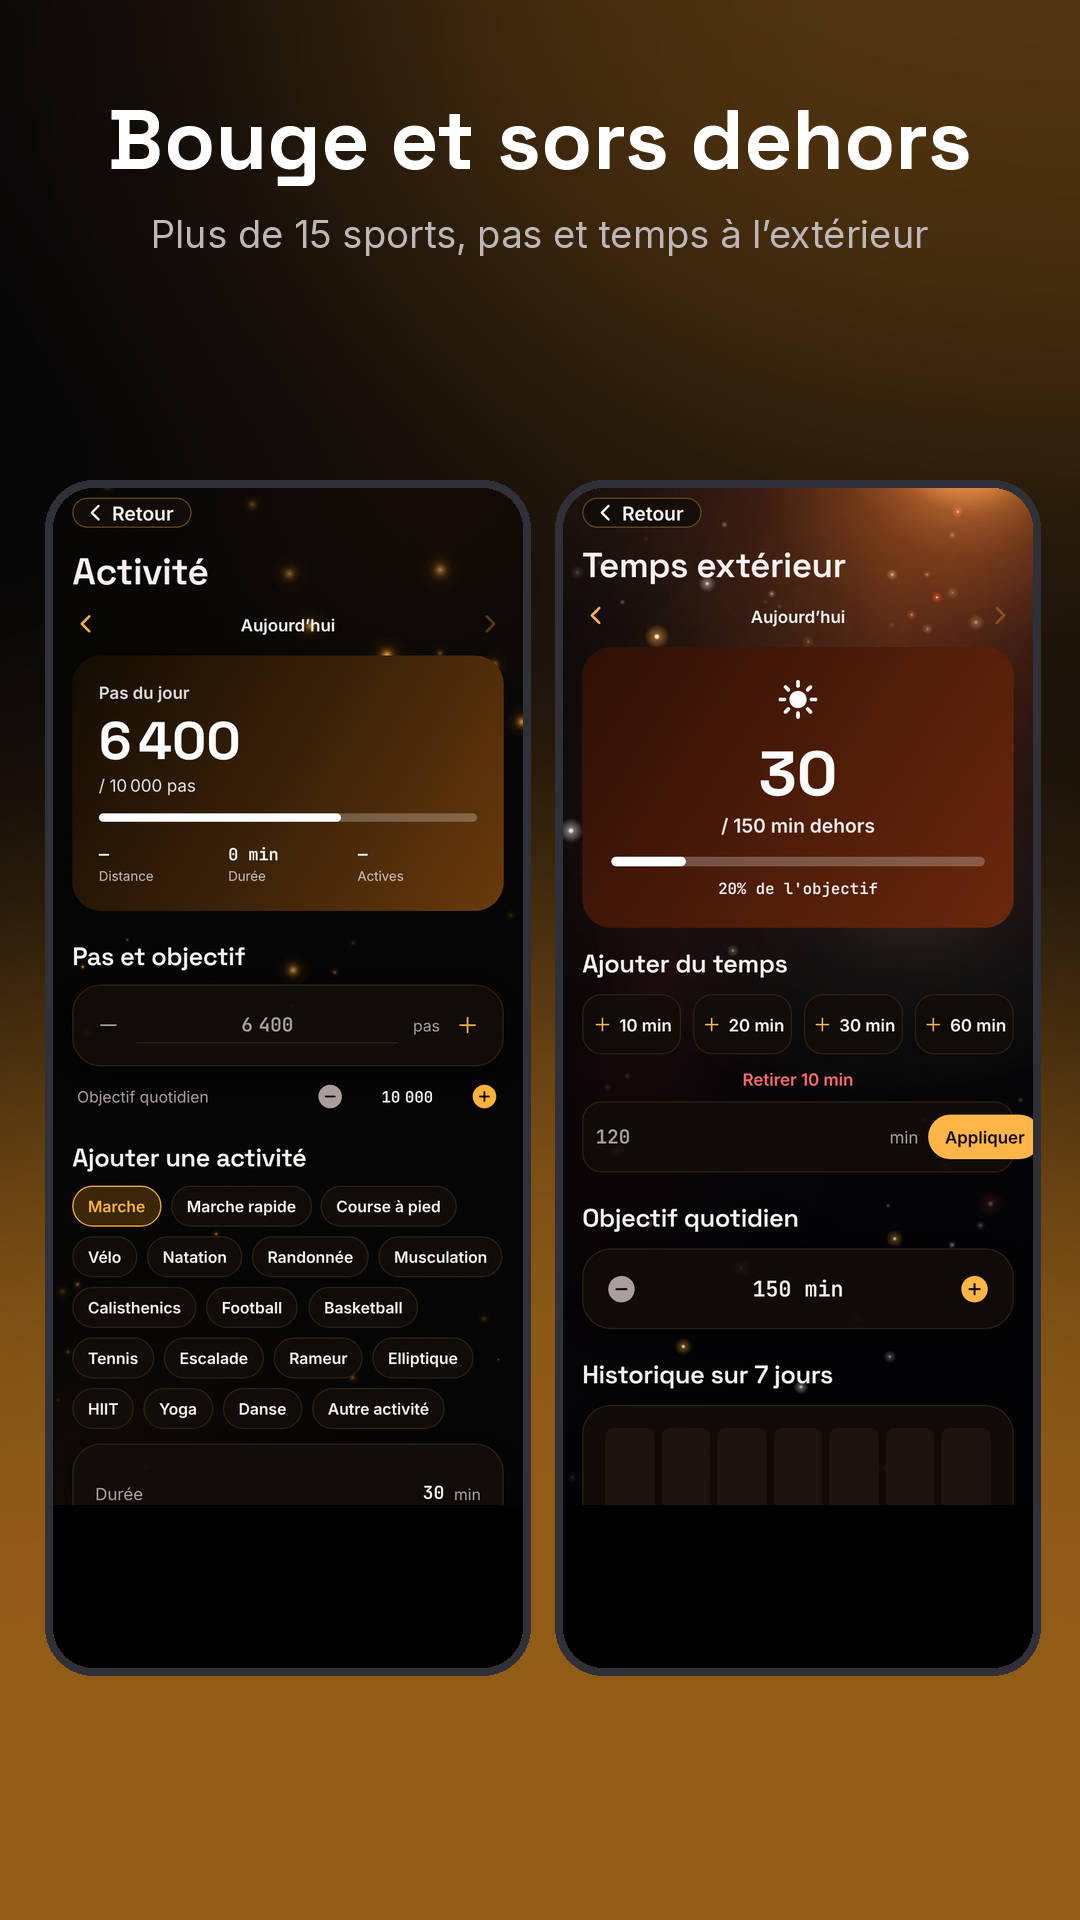 Bouge et sors dehors
Plus de 15 sports, pas et temps à l’extérieur
Retour
Activité
Aujourd’hui
Pas du jour
6 400
/ 10 000 pas
– 0 min –
Distance Durée Actives
Pas et objectif
6 400 pas
Objectif quotidien 10 000
Ajouter une activité
Marche Marche rapide Course à pied
Vélo Natation Randonnée Musculation
Calisthenics Football Basketball
Tennis Escalade Rameur Elliptique
HIIT Yoga Danse Autre activité
Durée 30 min
Retour
Temps extérieur
Aujourd’hui
30
/ 150 min dehors
20% de l'objectif
Ajouter du temps
+ 10 min + 20 min + 30 min + 60 min
Retirer 10 min
120 min Appliquer
Objectif quotidien
150 min
Historique sur 7 jours